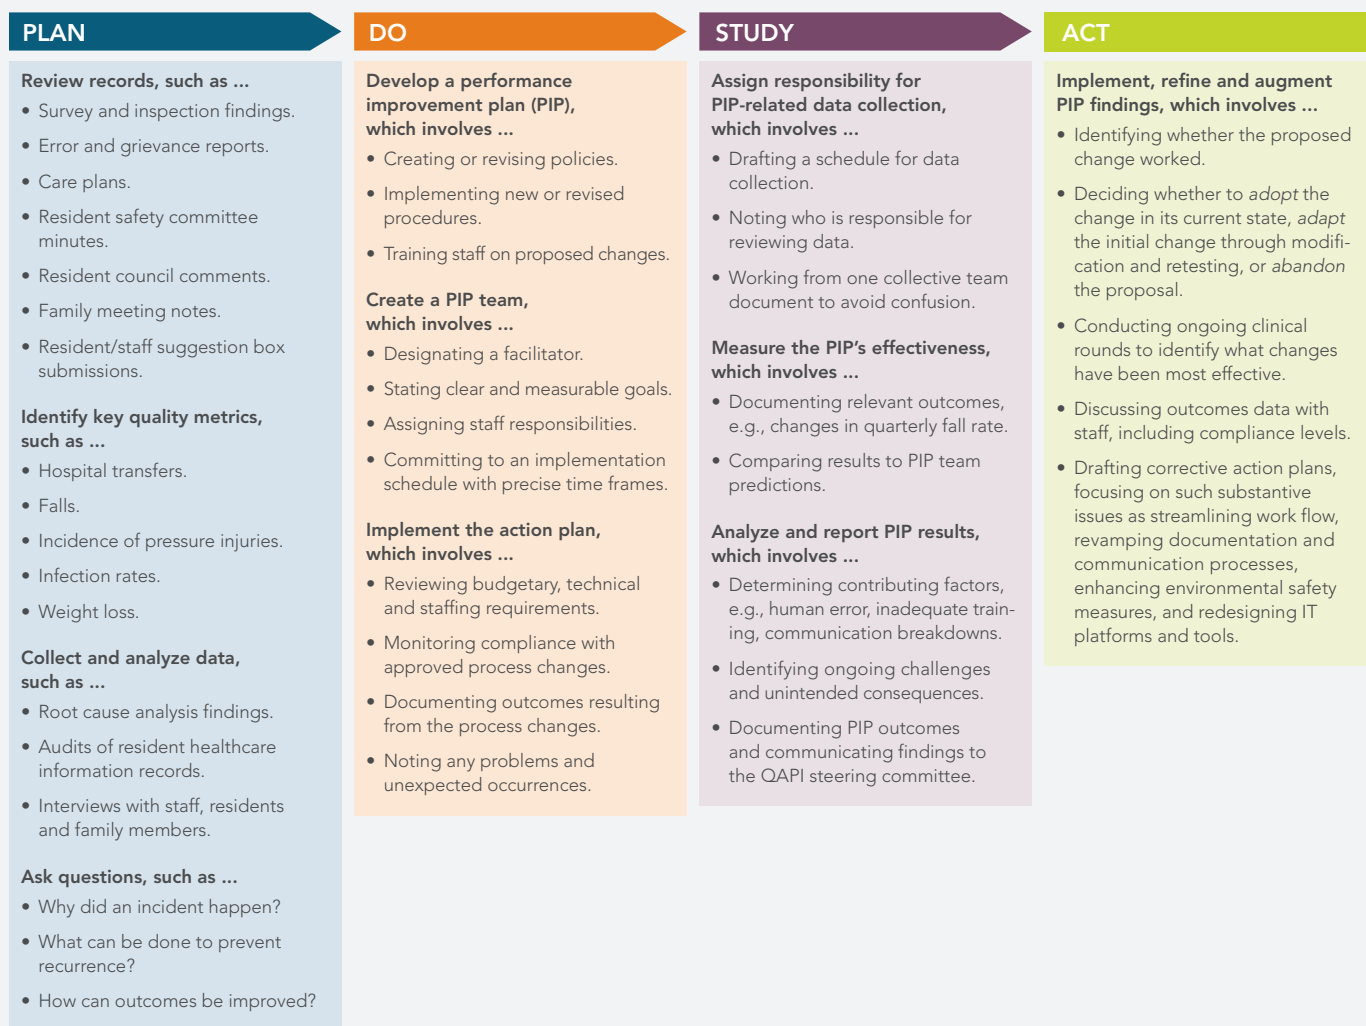 PLAN
Review records, such as ...
• Survey and inspection findings.
• Error and grievance reports.
• Care plans.
• Resident safety committee
minutes.
• Resident council comments.
• Family meeting notes.
• Resident/staff suggestion box
submissions.
Identify key quality metrics,
such as ...
• Hospital transfers.
• Falls.
• Incidence of pressure injuries.
• Infection rates.
• Weight loss.
Collect and analyze data,
such as ...
• Root cause analysis findings.
• Audits of resident healthcare
information records.
• Interviews with staff, residents
and family members.
Ask questions, such as ...
• Why did an incident happen?
• What can be done to prevent
recurrence?
• How can outcomes be improved?
DO
Develop a performance
improvement plan (PIP),
which involves ...
• Creating or revising policies.
• Implementing new or revised
procedures.
• Training staff on proposed changes.
Create a PIP team,
which involves ...
• Designating a facilitator.
• Stating clear and measurable goals.
• Assigning staff responsibilities.
• Committing to an implementation
schedule with precise time frames.
Implement the action plan,
which involves ...
• Reviewing budgetary, technical
and staffing requirements.
• Monitoring compliance with
approved process changes.
• Documenting outcomes resulting
from the process changes.
• Noting any problems and
unexpected occurrences.
STUDY
Assign responsibility for
PIP-related data collection,
which involves ...
• Drafting a schedule for data
collection.
• Noting who is responsible for
reviewing data.
• Working from one collective team
document to avoid confusion.
Measure the PIP’s effectiveness,
which involves ...
• Documenting relevant outcomes,
e.g., changes in quarterly fall rate.
• Comparing results to PIP team
predictions.
Analyze and report PIP results,
which involves ...
• Determining contributing factors,
e.g., human error, inadequate train-
ing, communication breakdowns.
• Identifying ongoing challenges
and unintended consequences.
• Documenting PIP outcomes
and communicating findings to
the QAPI steering committee.
ACT
Implement, refine and augment
PIP findings, which involves ...
• Identifying whether the proposed
change worked.
• Deciding whether to adopt the
change in its current state, adapt
the initial change through modifi-
cation and retesting, or abandon
the proposal.
• Conducting ongoing clinical
rounds to identify what changes
have been most effective.
• Discussing outcomes data with
staff, including compliance levels.
• Drafting corrective action plans,
focusing on such substantive
issues as streamlining work flow,
revamping documentation and
communication processes,
enhancing environmental safety
measures, and redesigning IT
platforms and tools.